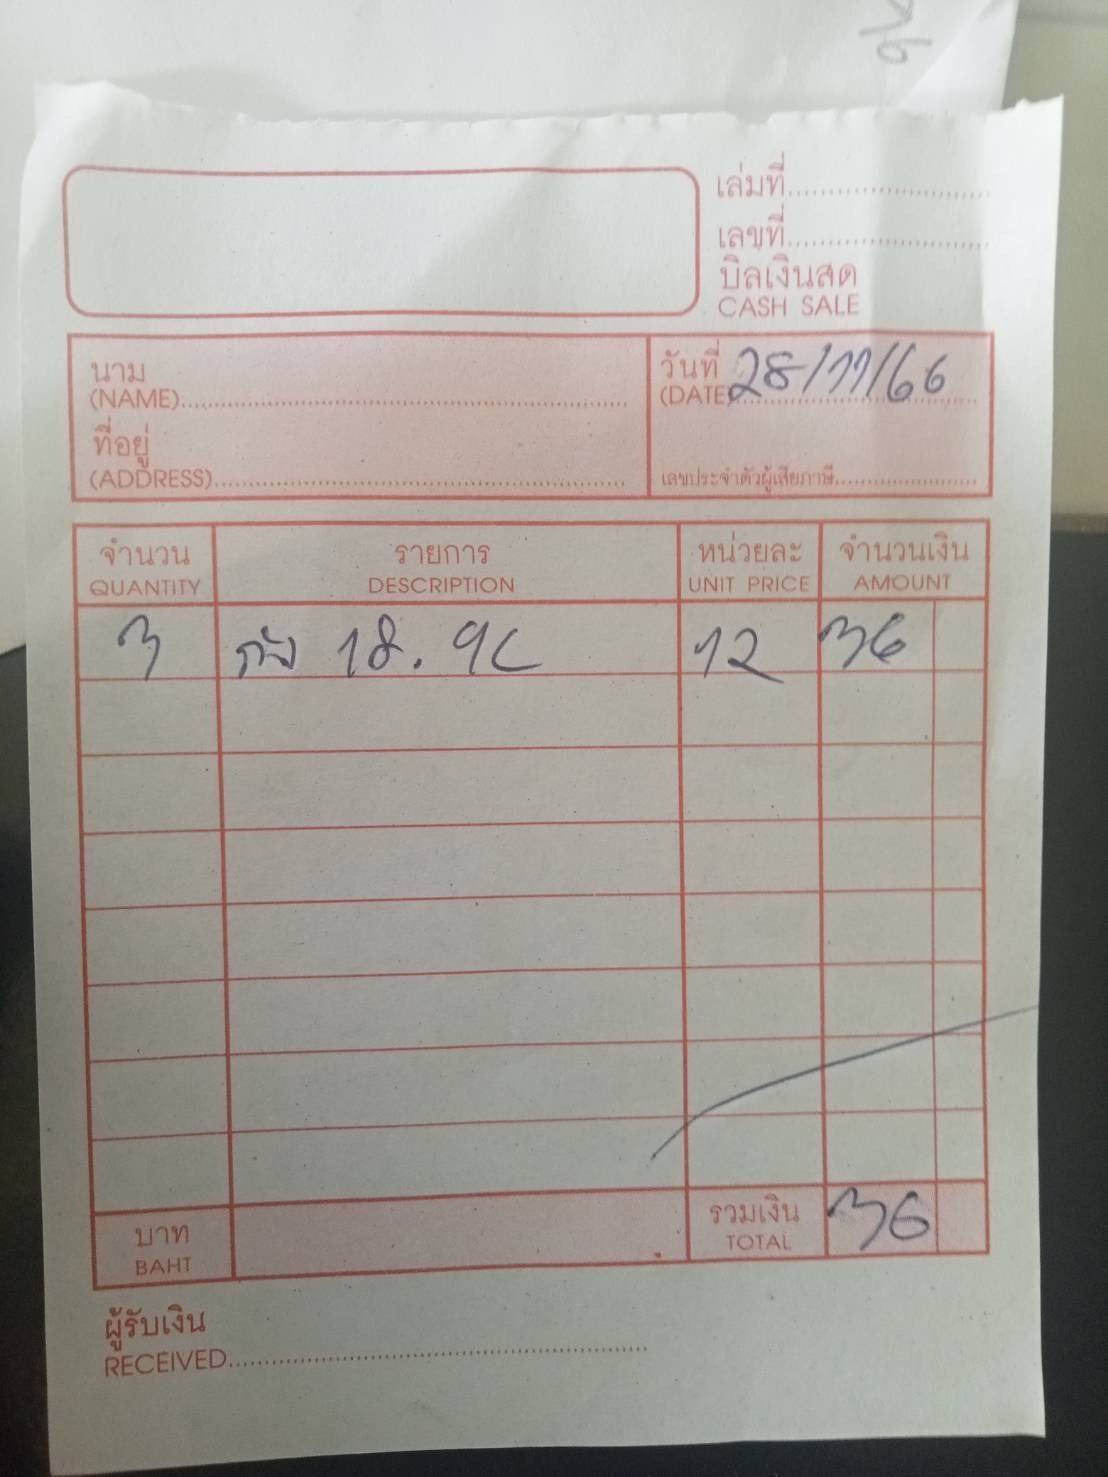 เล่มที่
เลขที่
บิลเงินสด
CASH SALE
นาม
(NAME)
วันที่ 28/11/66
(DATE)
ที่อยู่
(ADDRESS)
เลขประจำตัวผู้เสียภาษี
จำนวน รายการ หน่วยละ จำนวนเงิน
QUANTITY DESCRIPTION UNIT PRICE AMOUNT
3 ถัง 18.9L 12 36
บาท รวมเงิน 36
BAHT TOTAL
ผู้รับเงิน
RECEIVED